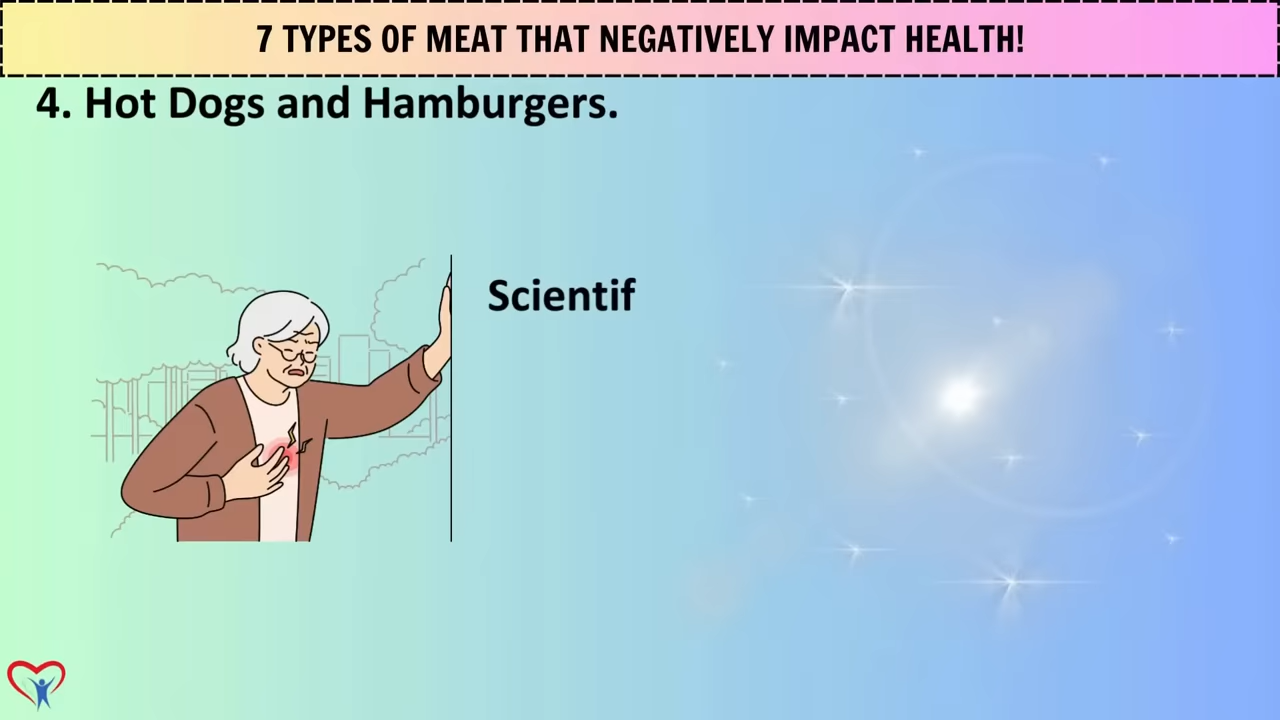 7 TYPES OF MEAT THAT NEGATIVELY IMPACT HEALTH!
4. Hot Dogs and Hamburgers.
Scientif